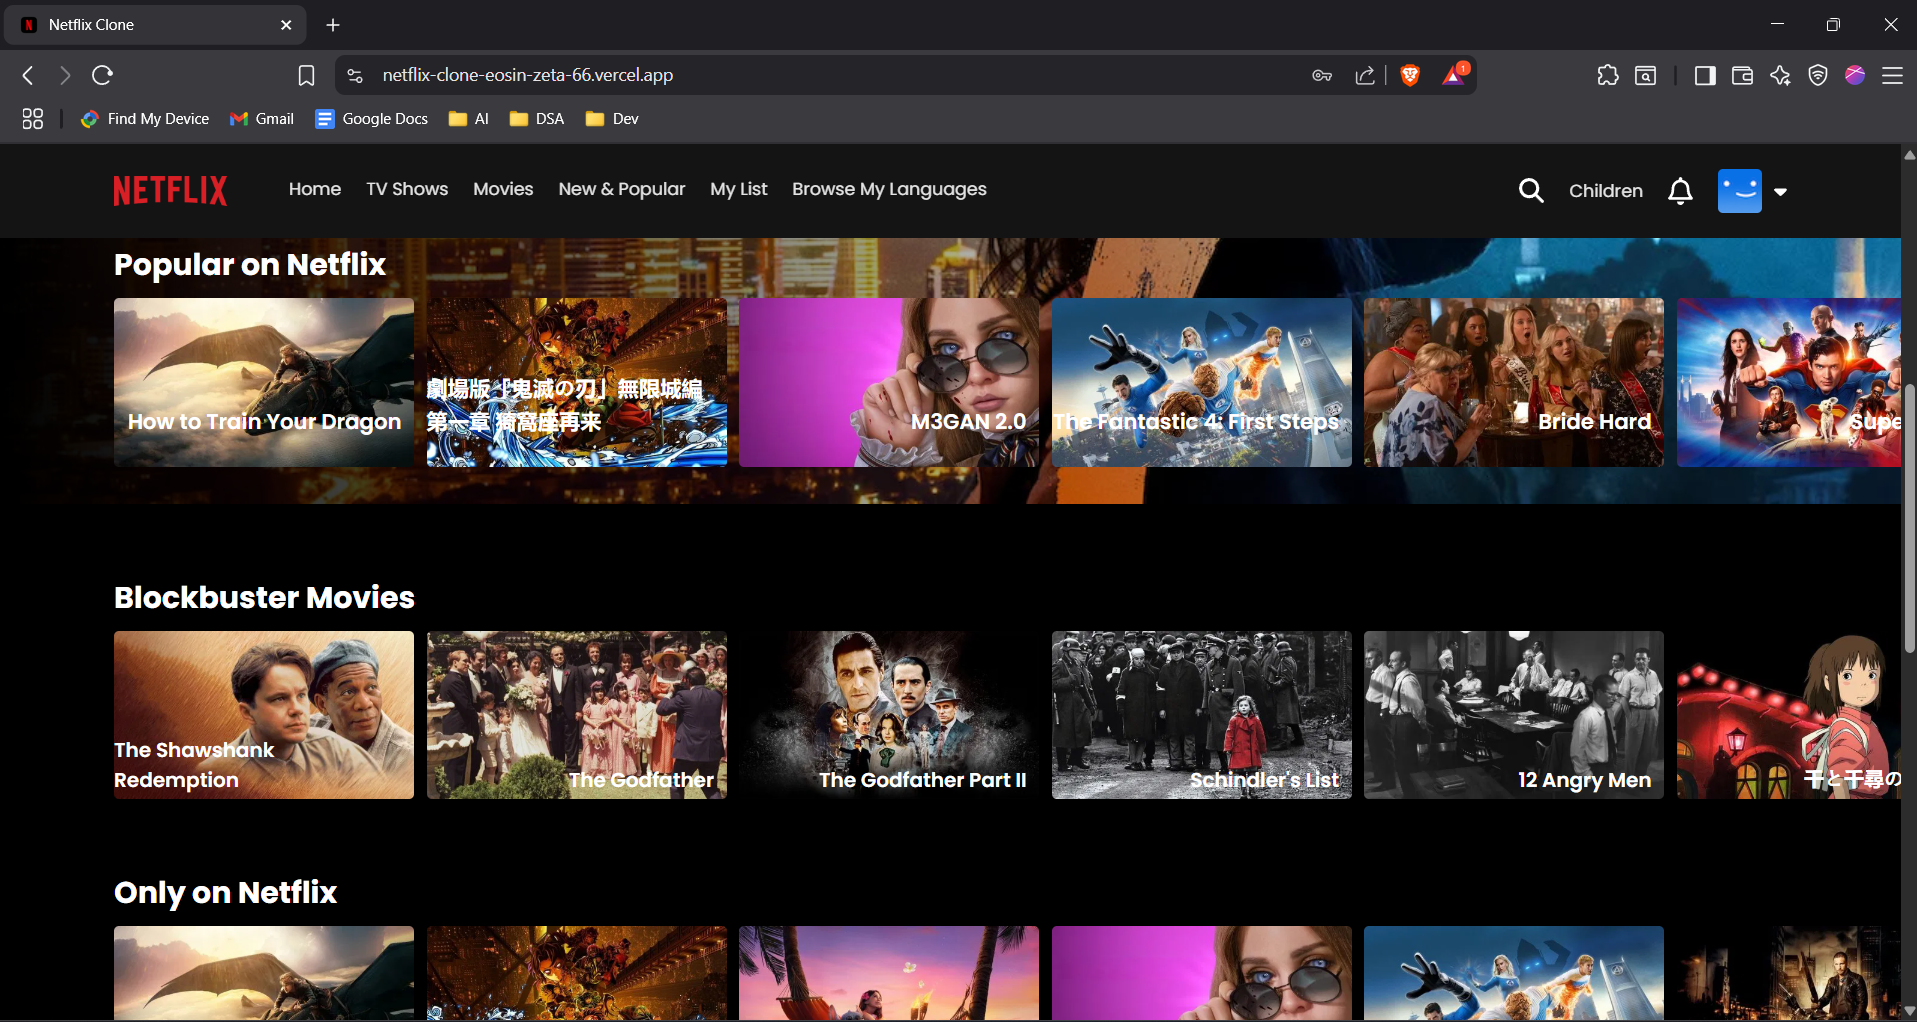 Netflix Clone
netflix-clone-eosin-zeta-66.vercel.app
1
Find My Device
Gmail
Google Docs
AI
DSA
Dev
NETFLIX
Home
TV Shows
Movies
New & Popular
My List
Browse My Languages
Children
Popular on Netflix
How to Train Your Dragon
劇場版「鬼滅の刃」無限城編
第一章 猗窩座再来
M3GAN 2.0
The Fantastic 4: First Steps
Bride Hard
Supe
Blockbuster Movies
The Shawshank
Redemption
The Godfather
The Godfather Part II
Schindler's List
12 Angry Men
千と千尋の
Only on Netflix